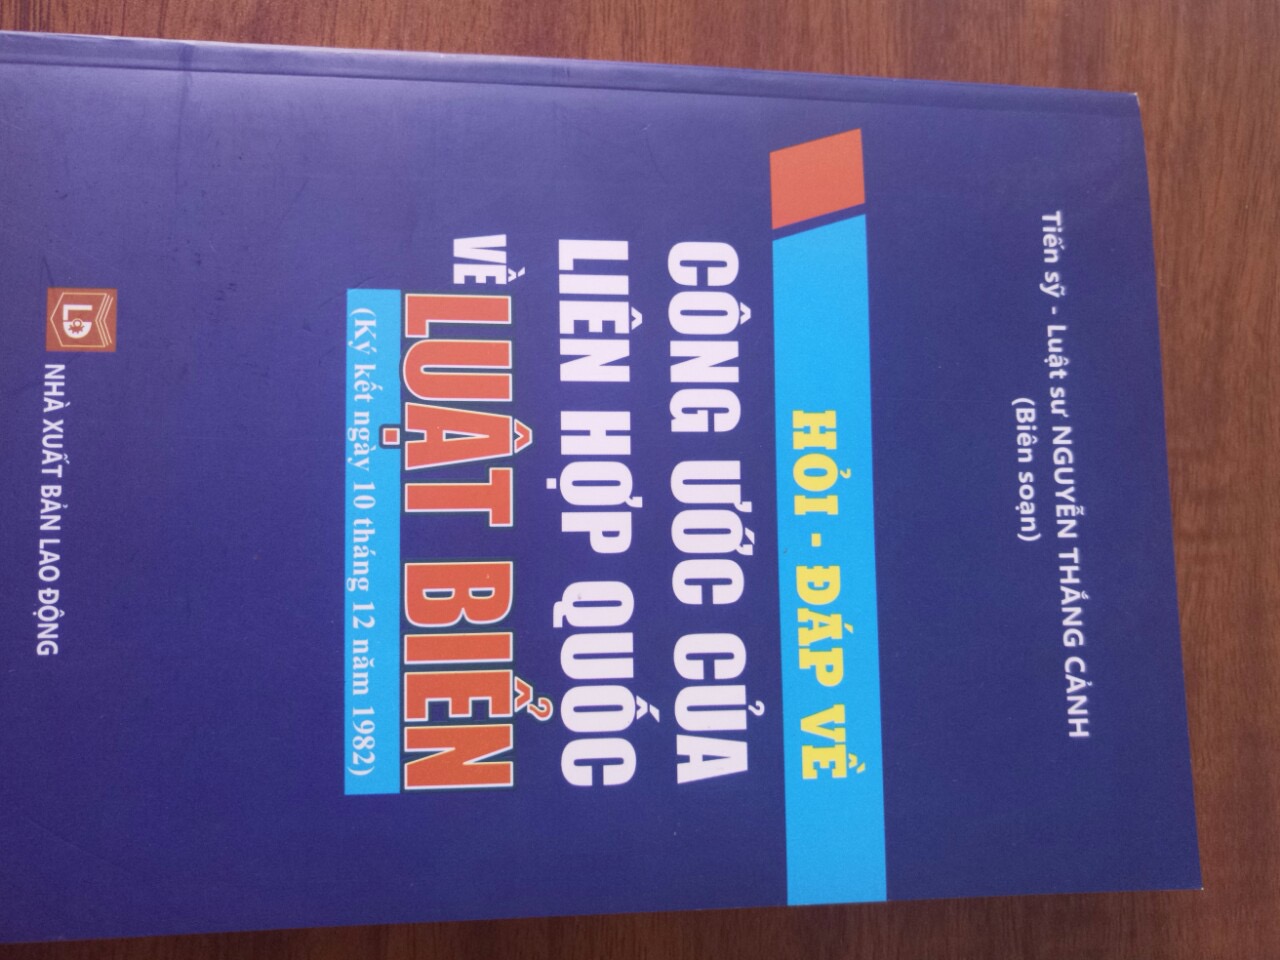 Tiến sỹ - Luật sư NGUYỄN THẮNG CẢNH
(Biên soạn)
HỎI - ĐÁP VỀ
CÔNG ƯỚC CỦA
LIÊN HỢP QUỐC
VỀ LUẬT BIỂN
(Ký kết ngày 10 tháng 12 năm 1982)
LĐ
NHÀ XUẤT BẢN LAO ĐỘNG